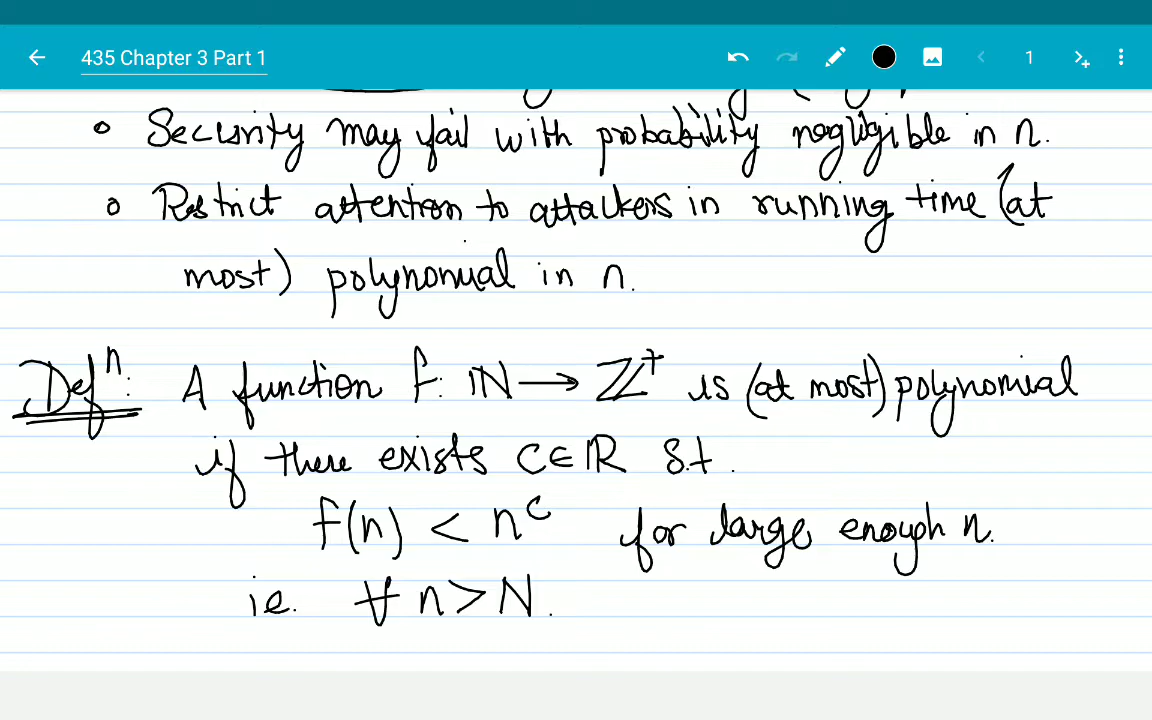 435 Chapter 3 Part 1
1
o Security may fail with probability negligible in n.
o Restrict attention to attackers in running time (at
most) polynomial in n.
Defⁿ: A function f: ℕ → ℤ⁺ is (at most) polynomial
if there exists c ∈ ℝ s.t.
f(n) < n^c for large enough n.
ie. ∀ n > N.